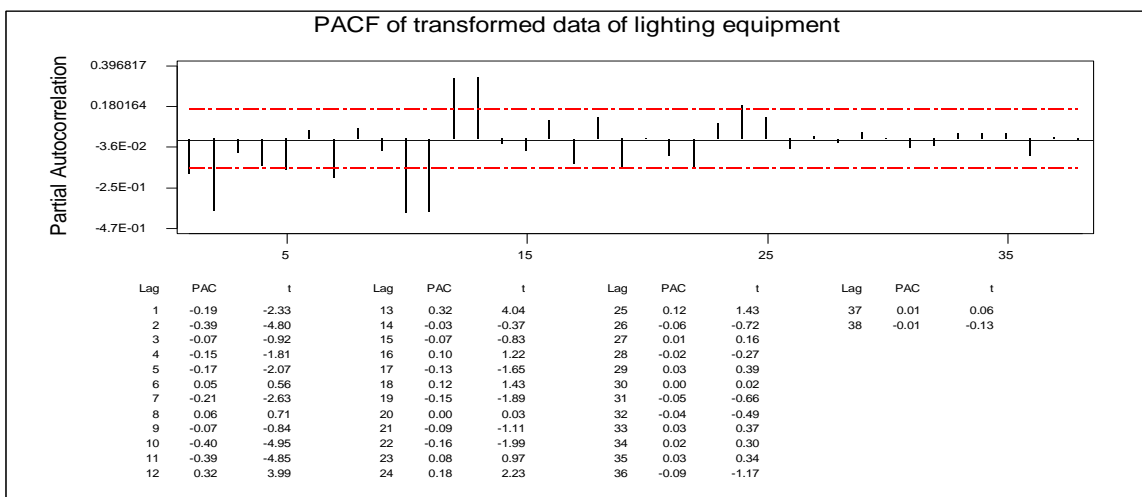 PACF of transformed data of lighting equipment
Partial Autocorrelation
0.396817
0.180164
-3.6E-02
-2.5E-01
-4.7E-01
5 15 25 35
Lag PAC t Lag PAC t Lag PAC t Lag PAC t
1 -0.19 -2.33 13 0.32 4.04 25 0.12 1.43 37 0.01 0.06
2 -0.39 -4.80 14 -0.03 -0.37 26 -0.06 -0.72 38 -0.01 -0.13
3 -0.07 -0.92 15 -0.07 -0.83 27 0.01 0.16
4 -0.15 -1.81 16 0.10 1.22 28 -0.02 -0.27
5 -0.17 -2.07 17 -0.13 -1.65 29 0.03 0.39
6 0.05 0.56 18 0.12 1.43 30 0.00 0.02
7 -0.21 -2.63 19 -0.15 -1.89 31 -0.05 -0.66
8 0.06 0.71 20 0.00 0.03 32 -0.04 -0.49
9 -0.07 -0.84 21 -0.09 -1.11 33 0.03 0.37
10 -0.40 -4.95 22 -0.16 -1.99 34 0.02 0.30
11 -0.39 -4.85 23 0.08 0.97 35 0.03 0.34
12 0.32 3.99 24 0.18 2.23 36 -0.09 -1.17